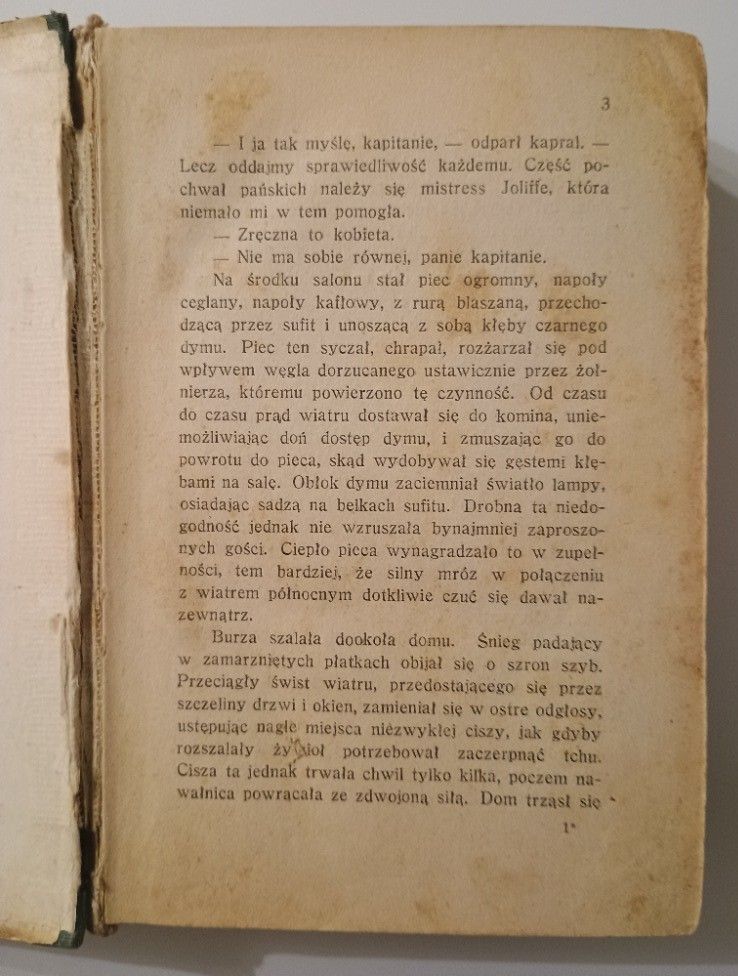 3
— I ja tak myślę, kapitanie, — odparł kapral. —
Lecz oddajmy sprawiedliwość każdemu. Część po-
chwał pańskich należy się mistress Joliffe, która
niemało mi w tem pomogła.
— Zręczna to kobieta.
— Nie ma sobie równej, panie kapitanie.
Na środku salonu stał piec ogromny, napoły
ceglany, napoły kaflowy, z rurą blaszaną, przecho-
dzącą przez sufit i unoszącą z sobą kłęby czarnego
dymu. Piec ten syczał, chrapał, rozżarzał się pod
wpływem węgla dorzucanego ustawicznie przez żoł-
nierza, któremu powierzono tę czynność. Od czasu
do czasu prąd wiatru dostawał się do komina, unie-
możliwiając doń dostęp dymu, i zmuszając go do
powrotu do pieca, skąd wydobywał się gęstemi kłę-
bami na salę. Obłok dymu zaciemniał światło lampy,
osiadając sadzą na belkach sufitu. Drobna ta niedo-
godność jednak nie wzruszała bynajmniej zaproszo-
nych gości. Ciepło pieca wynagradzało to w zupeł-
ności, tem bardziej, że silny mróz w połączeniu
z wiatrem północnym dotkliwie czuć się dawał na-
zewnątrz.
Burza szalała dookoła domu. Śnieg padający
w zamarzniętych płatkach obijał się o szron szyb.
Przeciągły świst wiatru, przedostającego się przez
szczeliny drzwi i okien, zamieniał się w ostre odgłosy,
ustępując nagle miejsca niezwykłej ciszy, jak gdyby
rozszalały żywioł potrzebował zaczerpnąć tchu.
Cisza ta jednak trwała chwil tylko kilka, poczem na-
wałnica powracała ze zdwojoną siłą. Dom trząsł się
1*